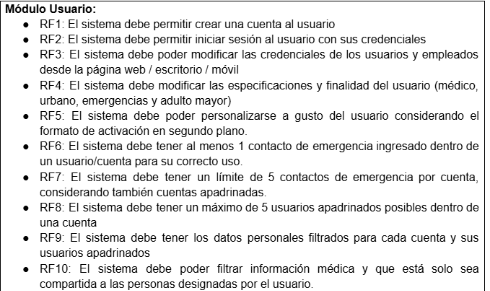 Módulo Usuario:
● RF1: El sistema debe permitir crear una cuenta al usuario
● RF2: El sistema debe permitir iniciar sesión al usuario con sus credenciales
● RF3: El sistema debe poder modificar las credenciales de los usuarios y empleados
desde la página web / escritorio / móvil
● RF4: El sistema debe modificar las especificaciones y finalidad del usuario (médico,
urbano, emergencias y adulto mayor)
● RF5: El sistema debe poder personalizarse a gusto del usuario considerando el
formato de activación en segundo plano.
● RF6: El sistema debe tener al menos 1 contacto de emergencia ingresado dentro de
un usuario/cuenta para su correcto uso.
● RF7: El sistema debe tener un límite de 5 contactos de emergencia por cuenta,
considerando también cuentas apadrinadas.
● RF8: El sistema debe tener un máximo de 5 usuarios apadrinados posibles dentro de
una cuenta
● RF9: El sistema debe tener los datos personales filtrados para cada cuenta y sus
usuarios apadrinados
● RF10: El sistema debe poder filtrar información médica y que está solo sea
compartida a las personas designadas por el usuario.